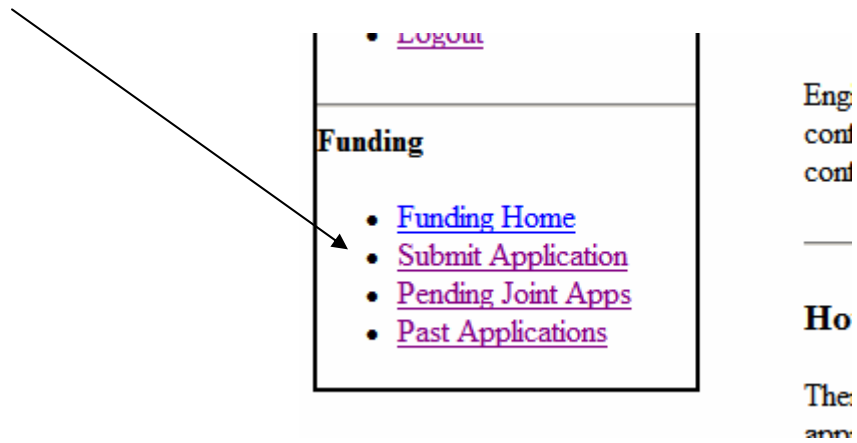 Logout
Funding
Funding Home
Submit Application
Pending Joint Apps
Past Applications